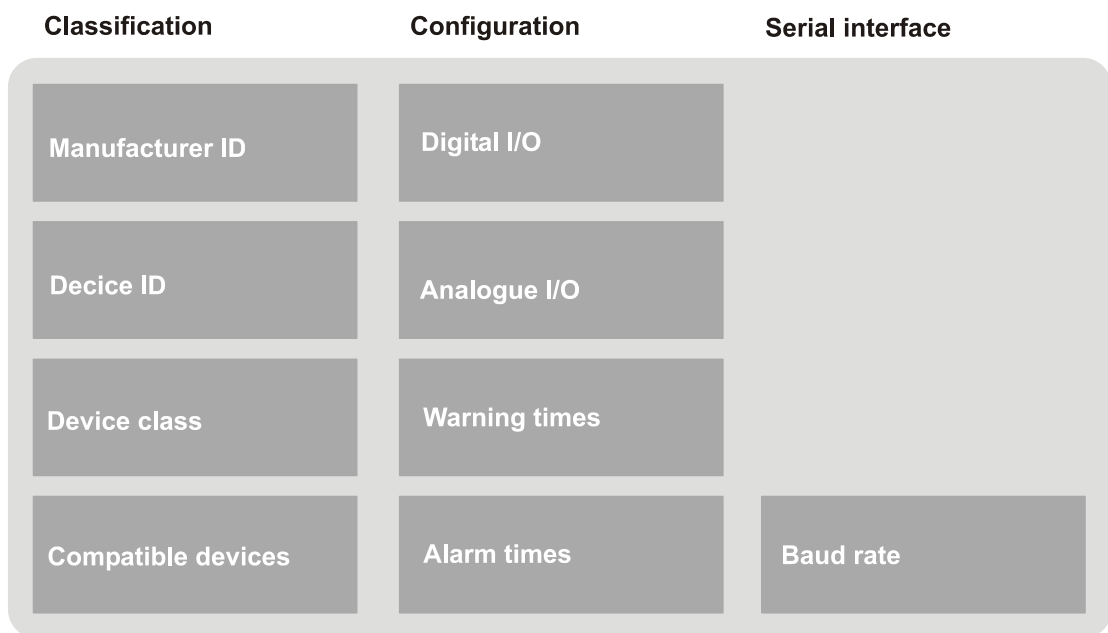 Classification
Configuration
Serial interface
Manufacturer ID
Digital I/O
Decice ID
Analogue I/O
Device class
Warning times
Compatible devices
Alarm times
Baud rate